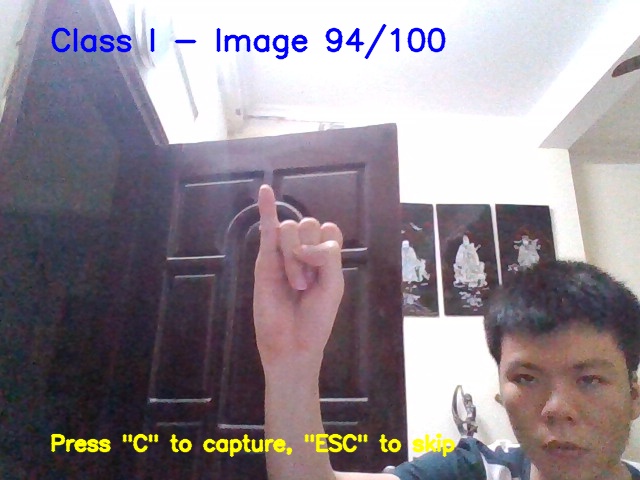 Class I - Image 94/100
Press "C" to capture, "ESC" to skip